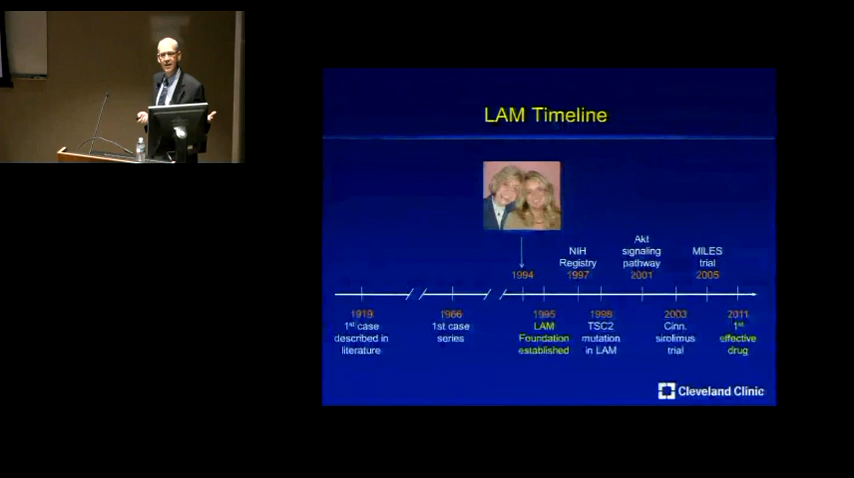 LAM Timeline
NIH
Registry
Akt
signaling
pathway
MILES
trial
1994
1997
2001
2005
1919
1st case
described in
literature
1966
1st case
series
1995
LAM
Foundation
established
1998
TSC2
mutation
in LAM
2003
Cinn.
sirolimus
trial
2011
1st
effective
drug
Cleveland Clinic